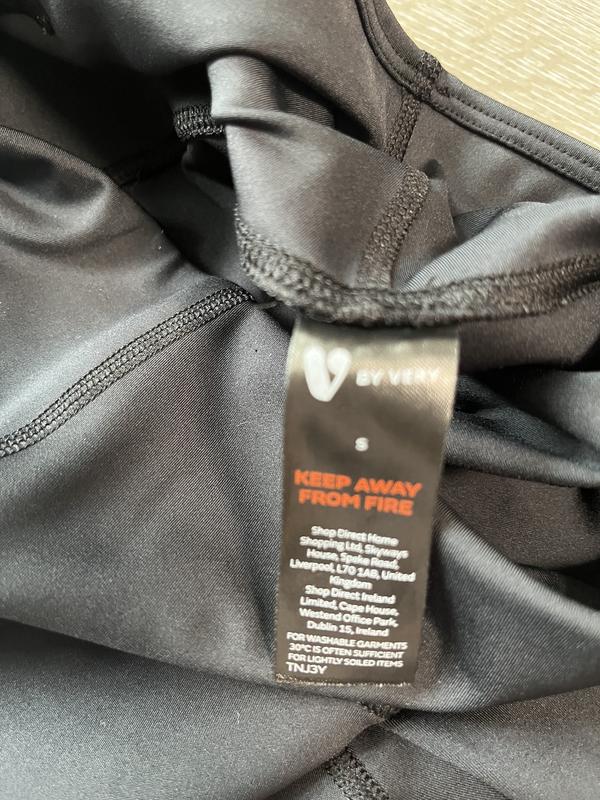 V BY VERY
S
KEEP AWAY
FROM FIRE
Shop Direct Home
Shopping Ltd, Skyways
House, Speke Road,
Liverpool, L70 1AB, United
Kingdom
Shop Direct Ireland
Limited, Cape House,
Westend Office Park,
Dublin 15, Ireland
FOR WASHABLE GARMENTS
30°C IS OFTEN SUFFICIENT
FOR LIGHTLY SOILED ITEMS
TNJ3Y